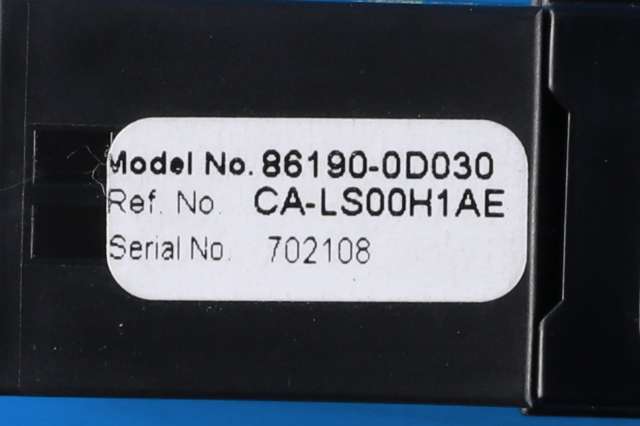 Model No. 86190-0D030
Ref. No. CA-LS00H1AE
Serial No. 702108